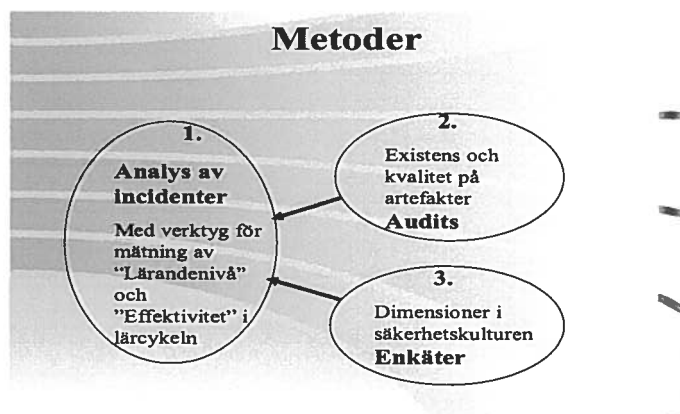 Metoder
1.
Analys av
incidenter
Med verktyg för
mätning av
"Lärandenivå"
och
"Effektivitet" i
lärcykeln
2.
Existens och
kvalitet på
artefakter
Audits
3.
Dimensioner i
säkerhetskulturen
Enkäter